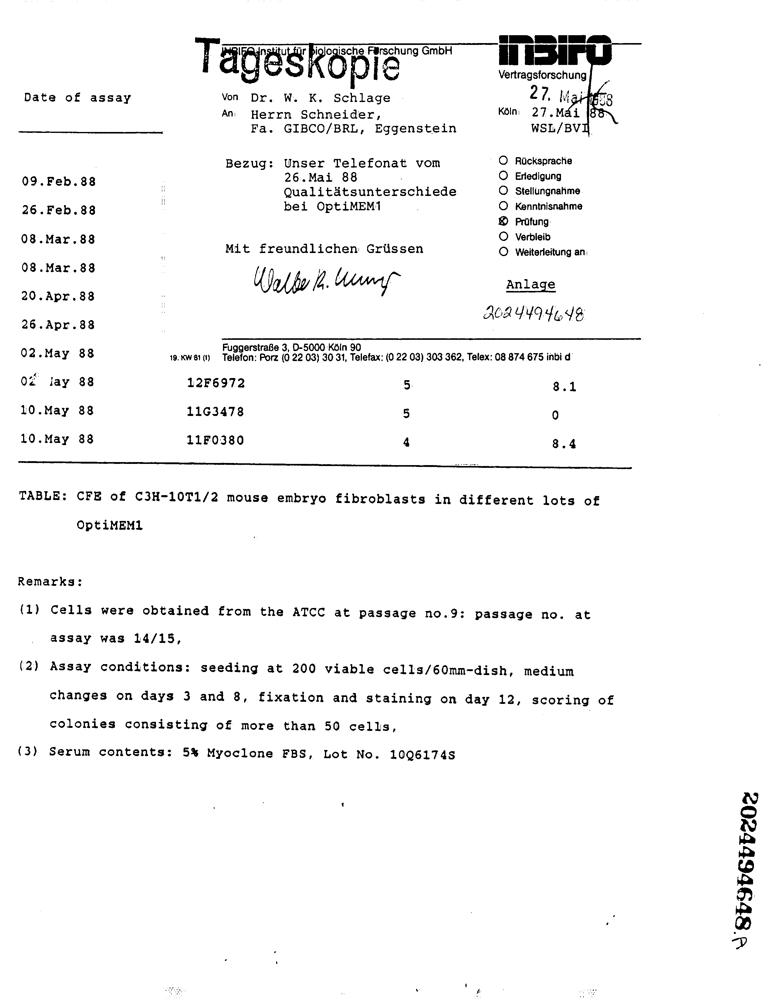 INBIFO Institut für biologische Forschung GmbH
Tageskopie
INBIFO
Vertragsforschung
27. Mai 1988
Date of assay
Von Dr. W. K. Schlage
Köln: 27.Mai 88
An: Herrn Schneider,
Fa. GIBCO/BRL, Eggenstein
WSL/BVI
Bezug: Unser Telefonat vom
26.Mai 88
Qualitätsunterschiede
bei OptiMEM1
Rücksprache
Erledigung
Stellungnahme
Kenntnisnahme
Prüfung
Verbleib
Weiterleitung an:
Mit freundlichen Grüssen
Anlage
2024494648
09.Feb.88
26.Feb.88
08.Mar.88
08.Mar.88
20.Apr.88
26.Apr.88
02.May 88
Fuggerstraße 3, D-5000 Köln 90
19. KW 81 (1) Telefon: Porz (0 22 03) 30 31, Telefax: (0 22 03) 303 362, Telex: 08 874 675 inbi d
02 ay 88 12F6972 5 8.1
10.May 88 11G3478 5 0
10.May 88 11F0380 4 8.4
TABLE: CFE of C3H-10T1/2 mouse embryo fibroblasts in different lots of
OptiMEM1
Remarks:
(1) Cells were obtained from the ATCC at passage no.9: passage no. at
assay was 14/15,
(2) Assay conditions: seeding at 200 viable cells/60mm-dish, medium
changes on days 3 and 8, fixation and staining on day 12, scoring of
colonies consisting of more than 50 cells,
(3) Serum contents: 5% Myoclone FBS, Lot No. 10Q6174S
2024494648.P